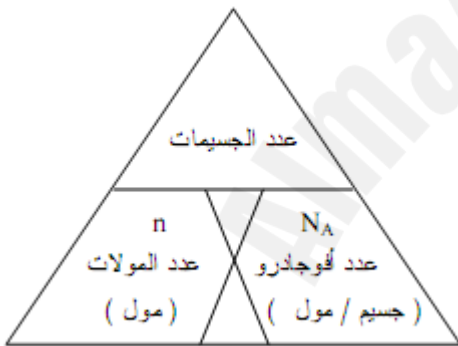 عدد الجسيمات
n
عدد المولات
( مول )
N_A
عدد أفوجادرو
( جسيم / مول )